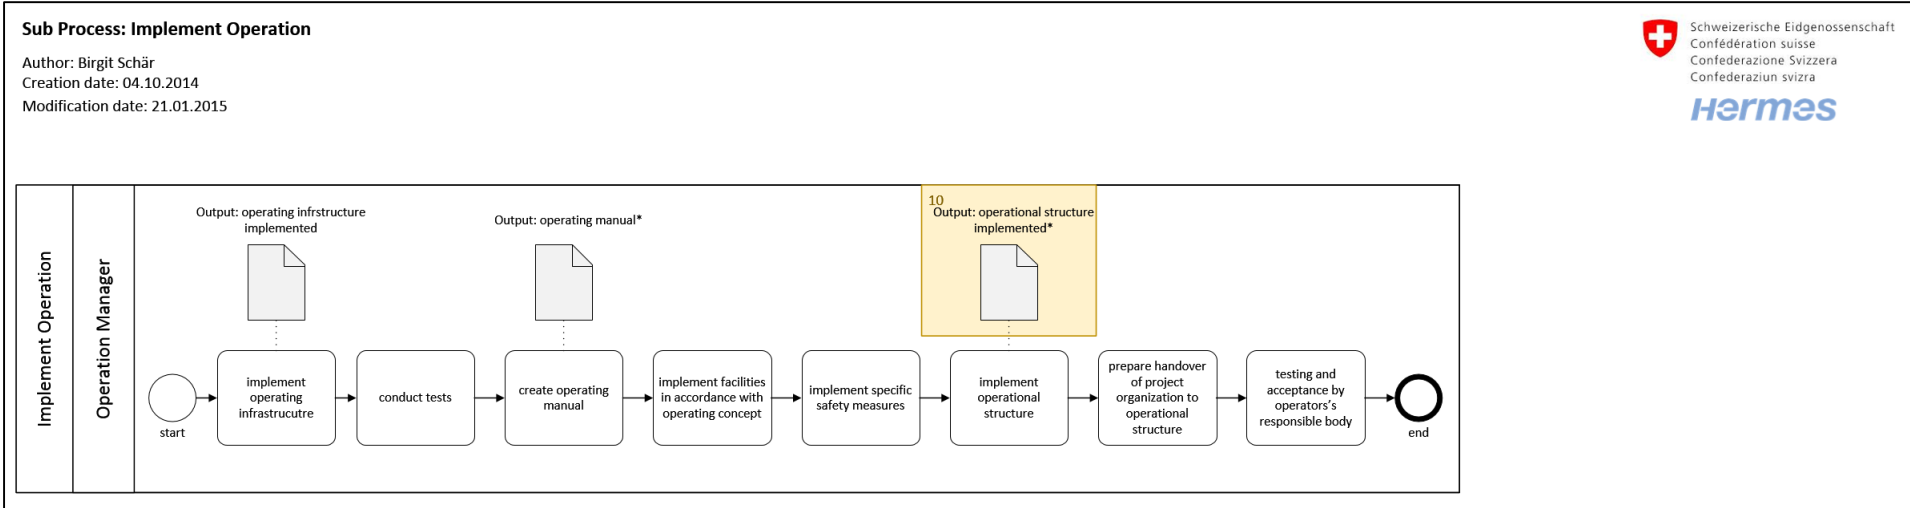 Sub Process: Implement Operation
Author: Birgit Schär
Creation date: 04.10.2014
Modification date: 21.01.2015
Schweizerische Eidgenossenschaft
Confédération suisse
Confederazione Svizzera
Confederaziun svizra
Hermes
Implement Operation
Operation Manager
Output: operating infrstructure
implemented
Output: operating manual*
10
Output: operational structure
implemented*
start
implement
operating
infrastrucutre
conduct tests
create operating
manual
implement facilities
in accordance with
operating concept
implement specific
safety measures
implement
operational
structure
prepare handover
of project
organization to
operational
structure
testing and
acceptance by
operators's
responsible body
end